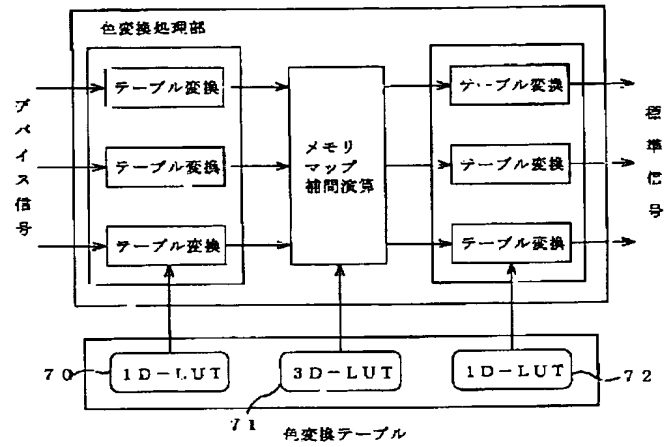 色変換処理部
デバイス信号
テーブル変換
テーブル変換
テーブル変換
メモリ
マップ
補間演算
テーブル変換
テーブル変換
テーブル変換
標準信号
70
1D-LUT
71
3D-LUT
1D-LUT
72
色変換テーブル